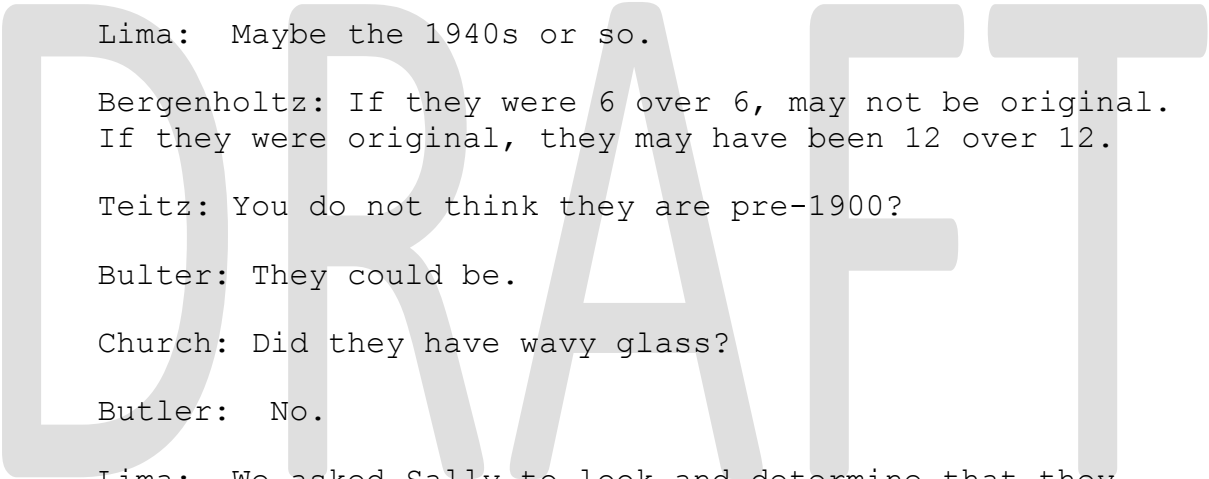 DRAFT
Lima:  Maybe the 1940s or so.
Bergenholtz: If they were 6 over 6, may not be original.
If they were original, they may have been 12 over 12.
Teitz: You do not think they are pre-1900?
Bulter: They could be.
Church: Did they have wavy glass?
Butler:  No.
Lima:  We asked Sally to look and determine that they